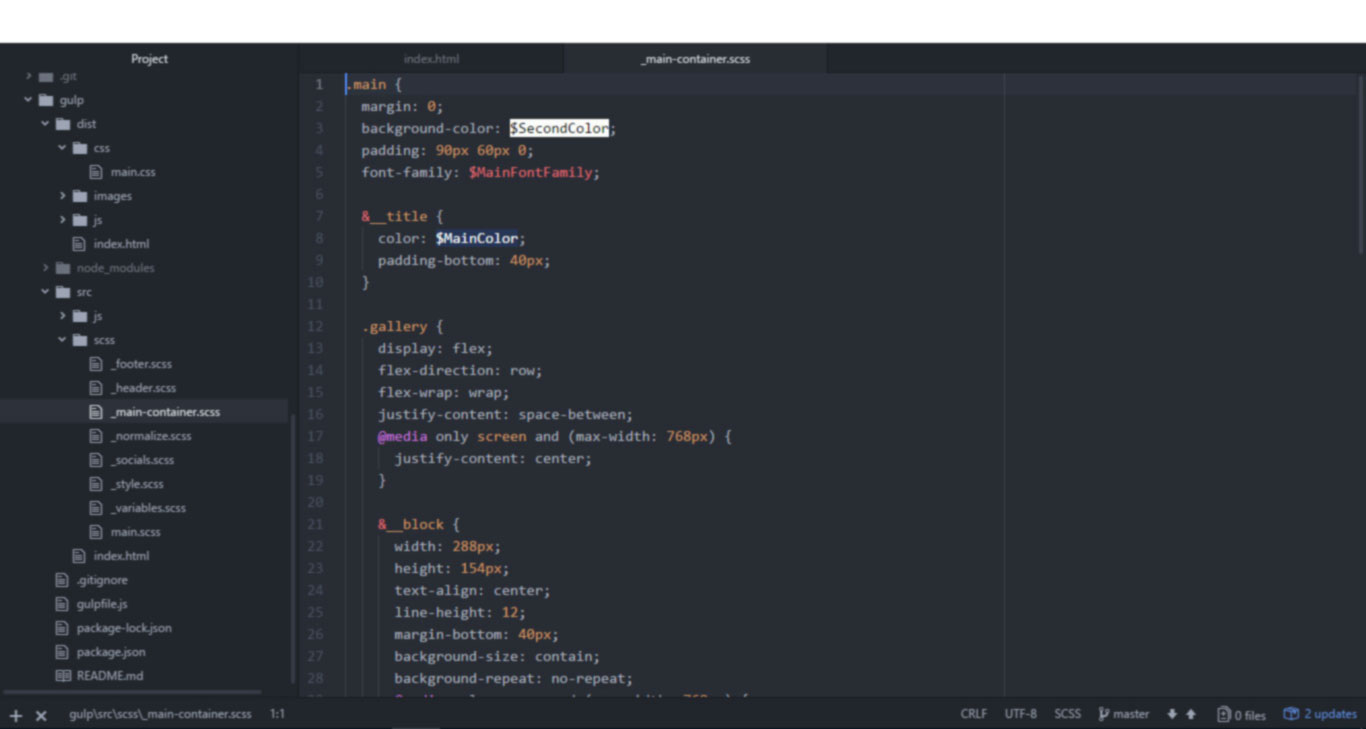 Project
.git
gulp
dist
css
main.css
images
js
index.html
node_modules
src
js
scss
_footer.scss
_header.scss
_main-container.scss
_normalize.scss
_socials.scss
_style.scss
_variables.scss
main.scss
index.html
.gitignore
gulpfile.js
package-lock.json
package.json
README.md
index.html
_main-container.scss
1 .main {
2 margin: 0;
3 background-color: $SecondColor;
4 padding: 90px 60px 0;
5 font-family: $MainFontFamily;
6
7 &__title {
8 color: $MainColor;
9 padding-bottom: 40px;
10 }
11
12 .gallery {
13 display: flex;
14 flex-direction: row;
15 flex-wrap: wrap;
16 justify-content: space-between;
17 @media only screen and (max-width: 768px) {
18 justify-content: center;
19 }
20
21 &__block {
22 width: 288px;
23 height: 154px;
24 text-align: center;
25 line-height: 12;
26 margin-bottom: 40px;
27 background-size: contain;
28 background-repeat: no-repeat;
gulp\src\scss\_main-container.scss 1:1 CRLF UTF-8 SCSS master 0 files 2 updates